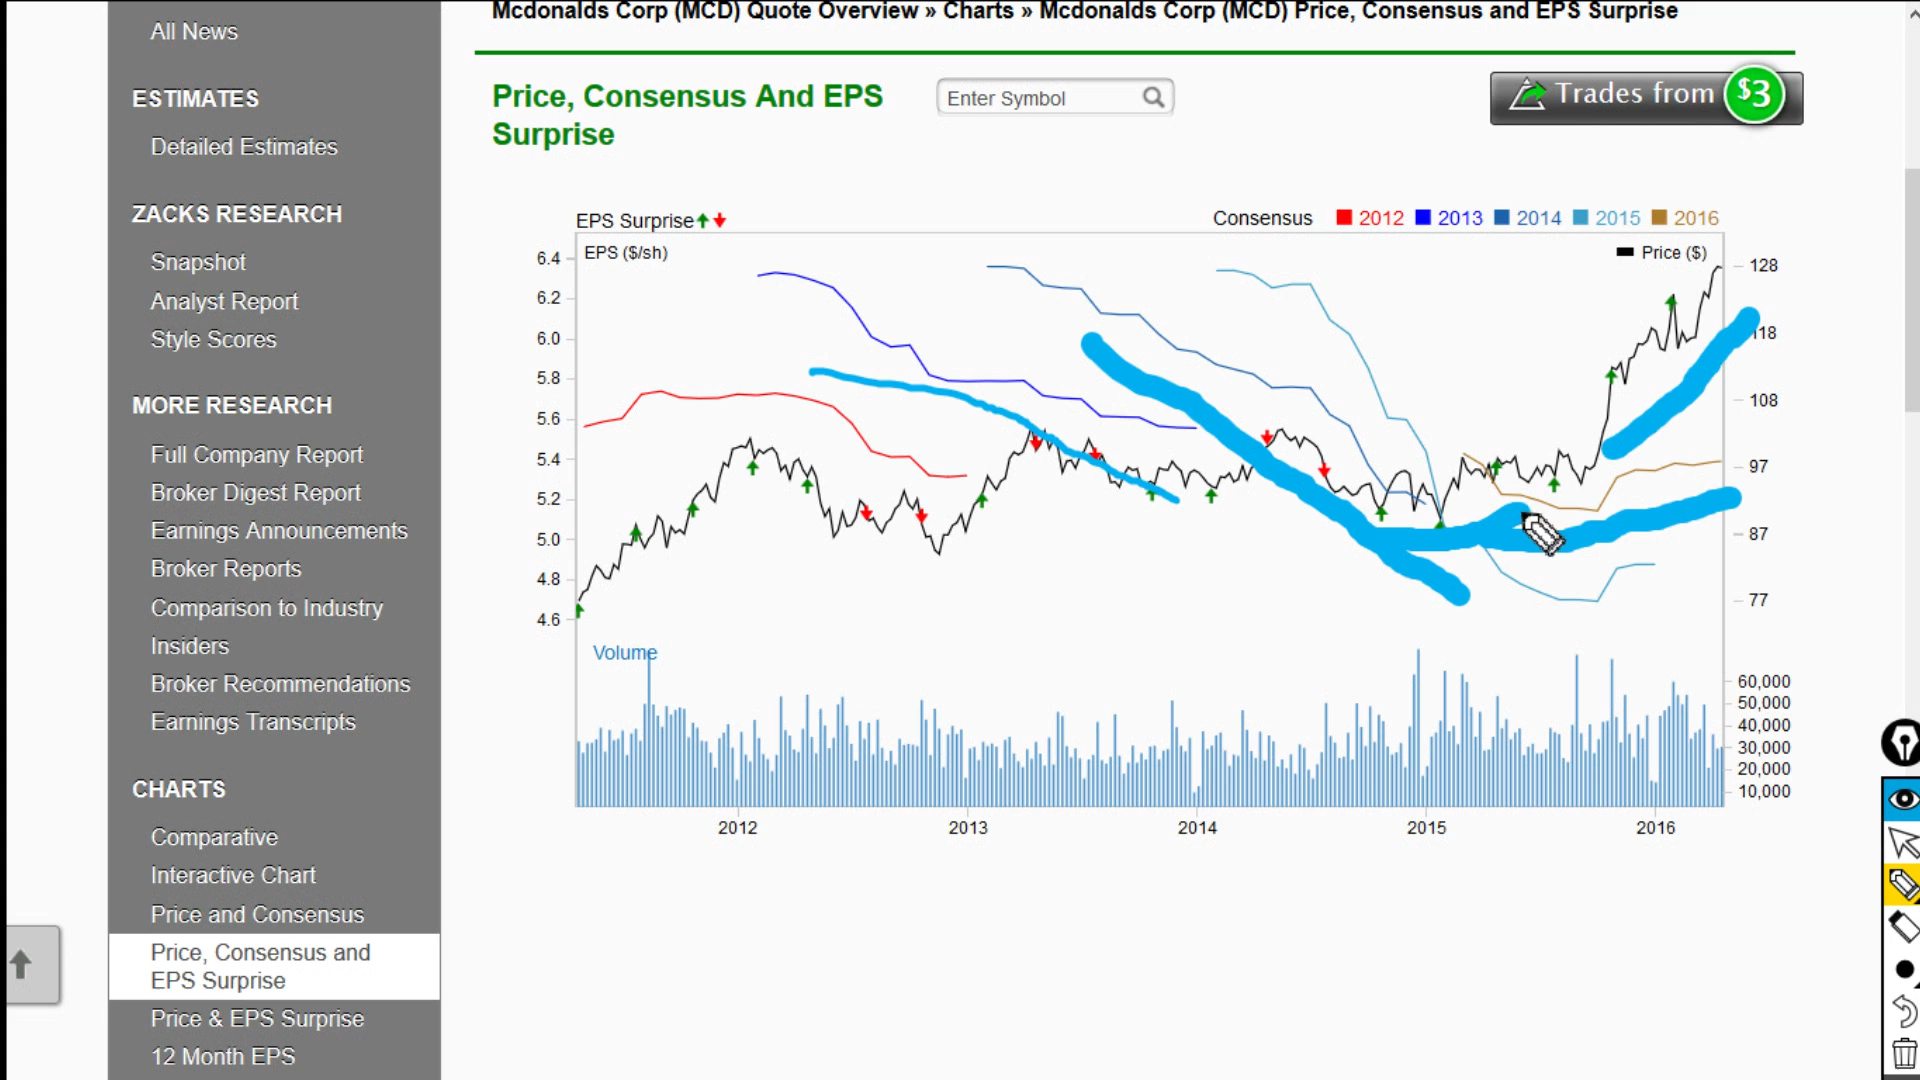 Mcdonalds Corp (MCD) Quote Overview » Charts » Mcdonalds Corp (MCD) Price, Consensus and EPS Surprise
All News
ESTIMATES
Detailed Estimates
ZACKS RESEARCH
Snapshot
Analyst Report
Style Scores
MORE RESEARCH
Full Company Report
Broker Digest Report
Earnings Announcements
Broker Reports
Comparison to Industry
Insiders
Broker Recommendations
Earnings Transcripts
CHARTS
Comparative
Interactive Chart
Price and Consensus
Price, Consensus and
EPS Surprise
Price & EPS Surprise
12 Month EPS
Price, Consensus And EPS
Surprise
Enter Symbol
Trades from $3
EPS Surprise
Consensus 2012 2013 2014 2015 2016
EPS ($/sh)
Price ($)
6.4
6.2
6.0
5.8
5.6
5.4
5.2
5.0
4.8
4.6
128
118
108
97
87
77
Volume
60,000
50,000
40,000
30,000
20,000
10,000
2012 2013 2014 2015 2016